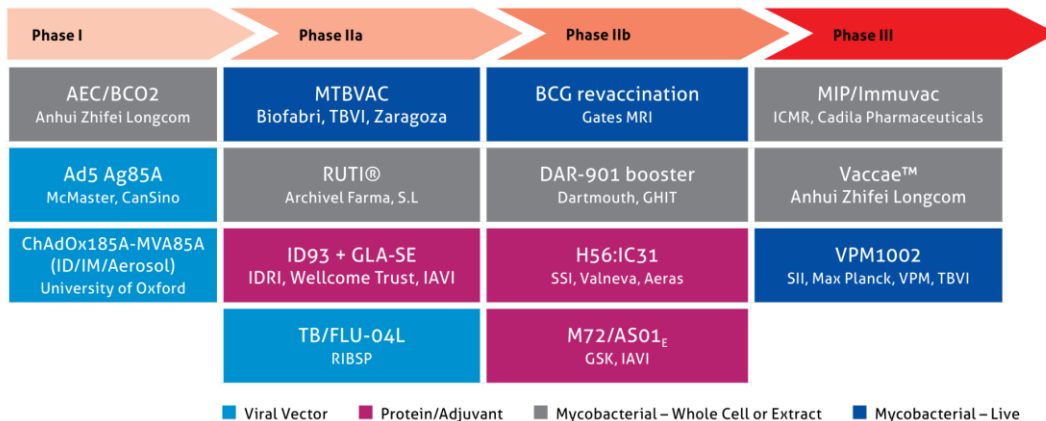 Phase I
Phase IIa
Phase IIb
Phase III
AEC/BCO2
Anhui Zhifei Longcom
MTBVAC
Biofabri, TBVI, Zaragoza
BCG revaccination
Gates MRI
MIP/Immuvac
ICMR, Cadila Pharmaceuticals
Ad5 Ag85A
McMaster, CanSino
RUTI®
Archivel Farma, S.L
DAR-901 booster
Dartmouth, GHIT
Vaccae™
Anhui Zhifei Longcom
ChAdOx185A-MVA85A
(ID/IM/Aerosol)
University of Oxford
ID93 + GLA-SE
IDRI, Wellcome Trust, IAVI
H56:IC31
SSI, Valneva, Aeras
VPM1002
SII, Max Planck, VPM, TBVI
TB/FLU-04L
RIBSP
M72/AS01E
GSK, IAVI
Viral Vector
Protein/Adjuvant
Mycobacterial – Whole Cell or Extract
Mycobacterial – Live